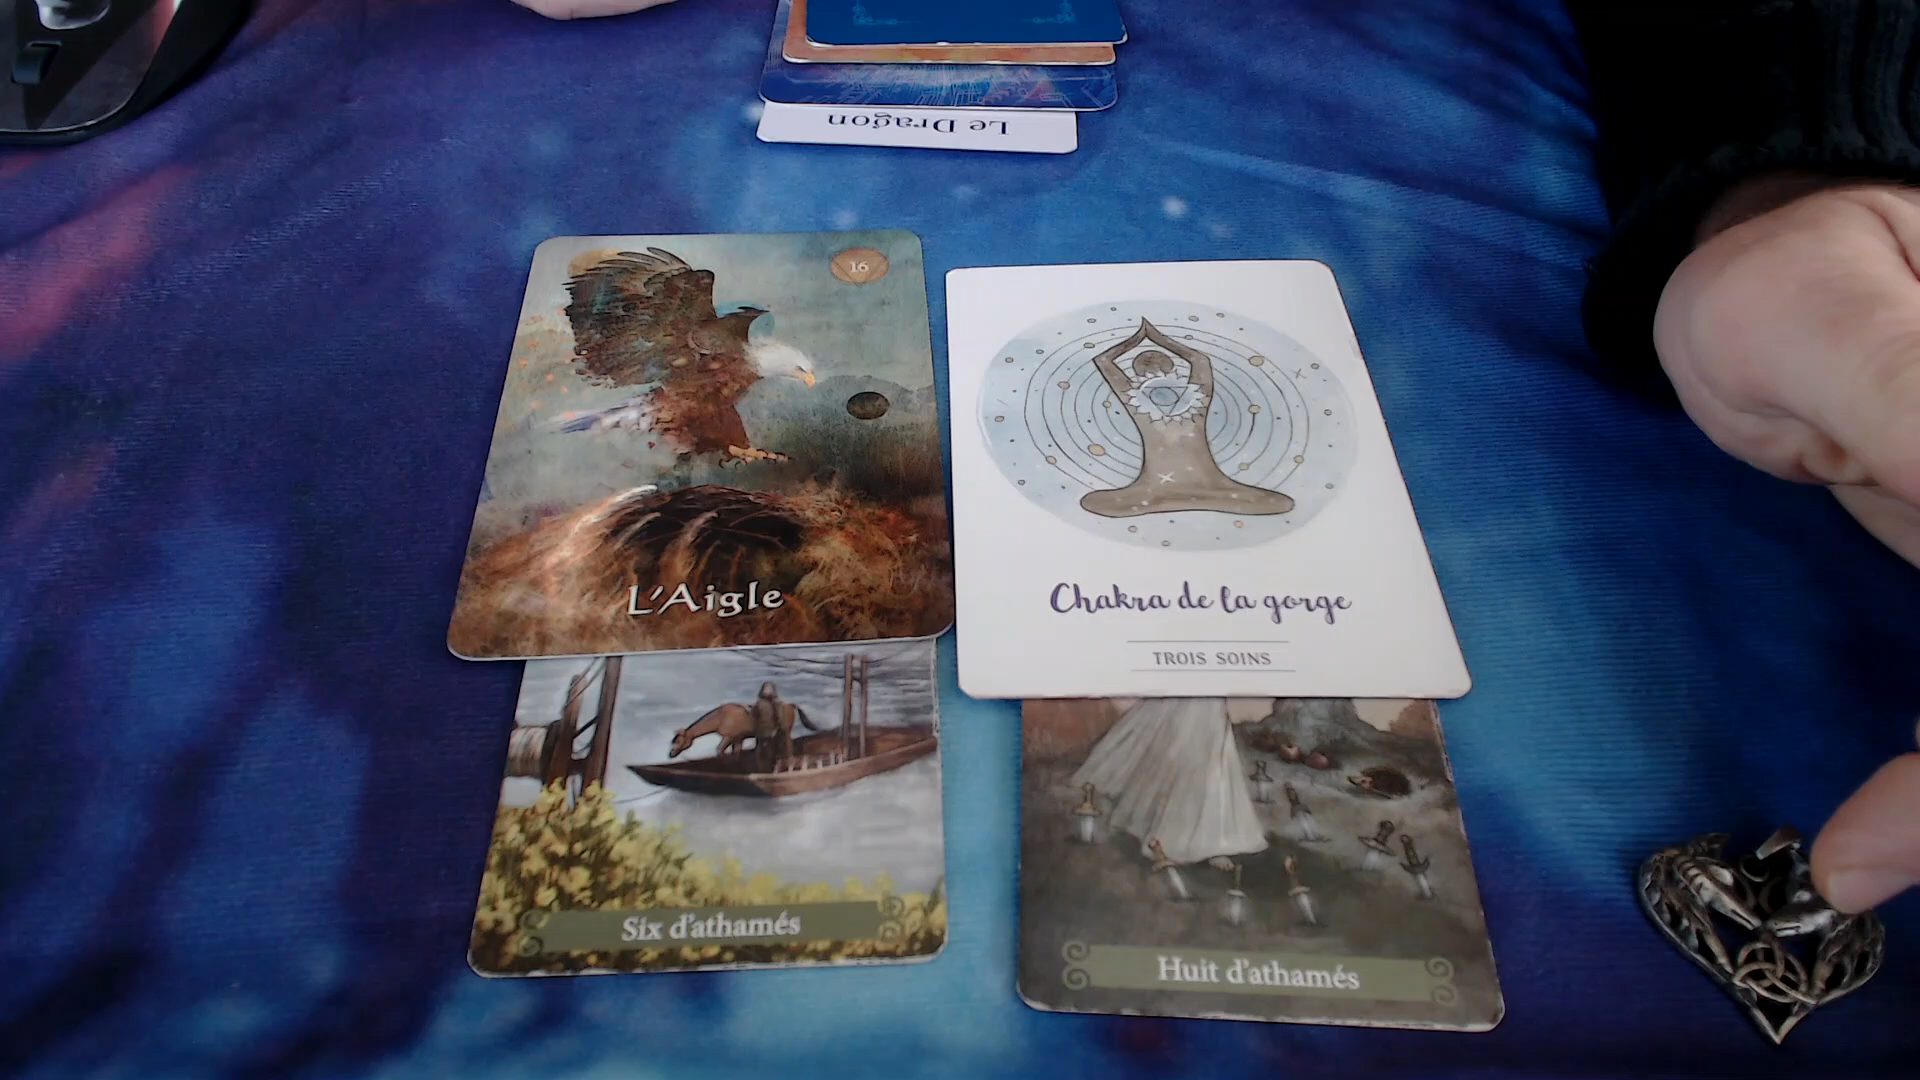 Le Dragon
16
L'Aigle
Chakra de la gorge
TROIS SOINS
Six d'athamés
Huit d'athamés